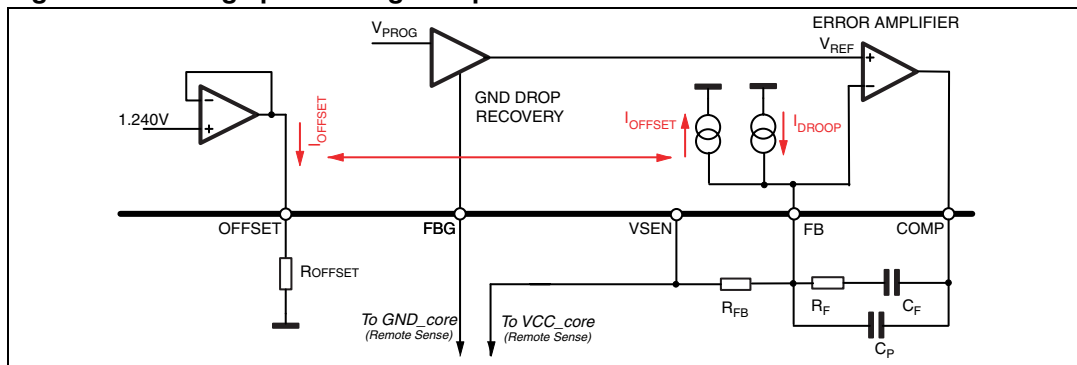 ERROR AMPLIFIER
VPROG
VREF
GND DROP
RECOVERY
1.240V
IOFFSET
IOFFSET
IDROOP
OFFSET
FBG
VSEN
FB
COMP
ROFFSET
RFB
RF
CF
CP
To GND_core
(Remote Sense)
To VCC_core
(Remote Sense)